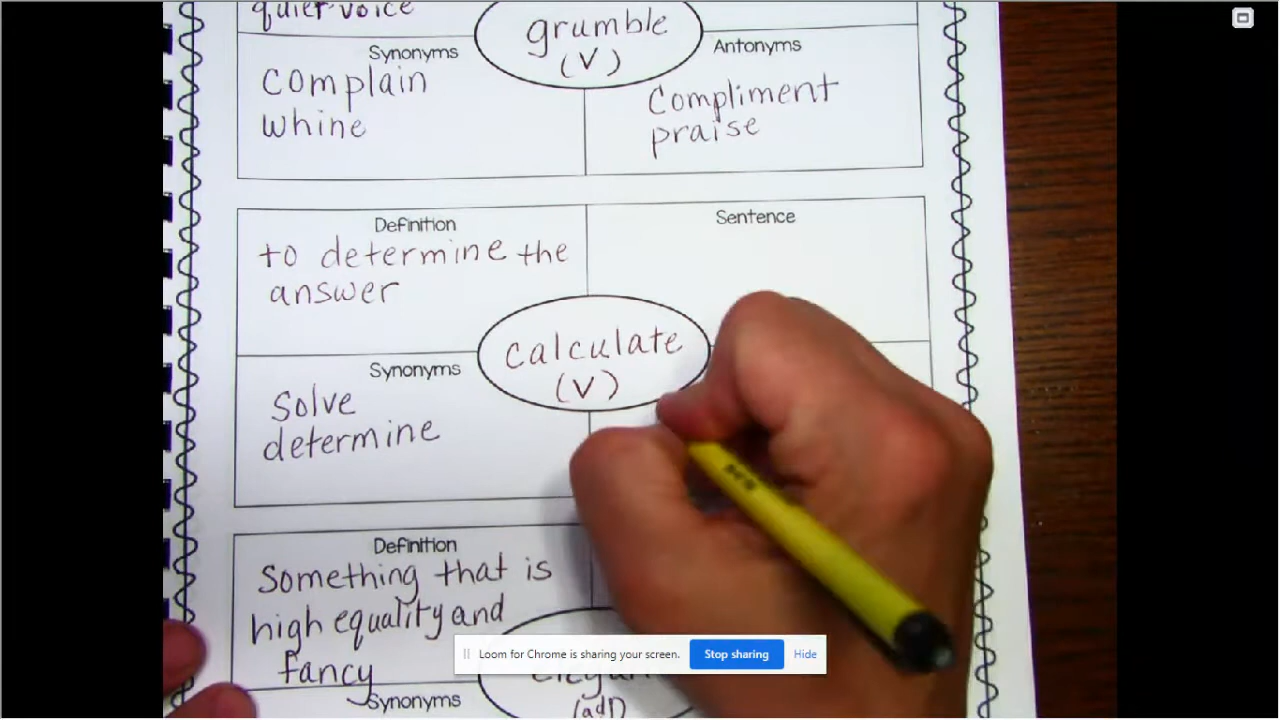 quiet voice
grumble
(V)
Synonyms
Antonyms
complain
whine
Compliment
praise
Definition
to determine the
answer
Sentence
calculate
(V)
Synonyms
Solve
determine
Definition
Something that is
high equality and
fancy
Loom for Chrome is sharing your screen.
Stop sharing
Hide
Synonyms
(adj)